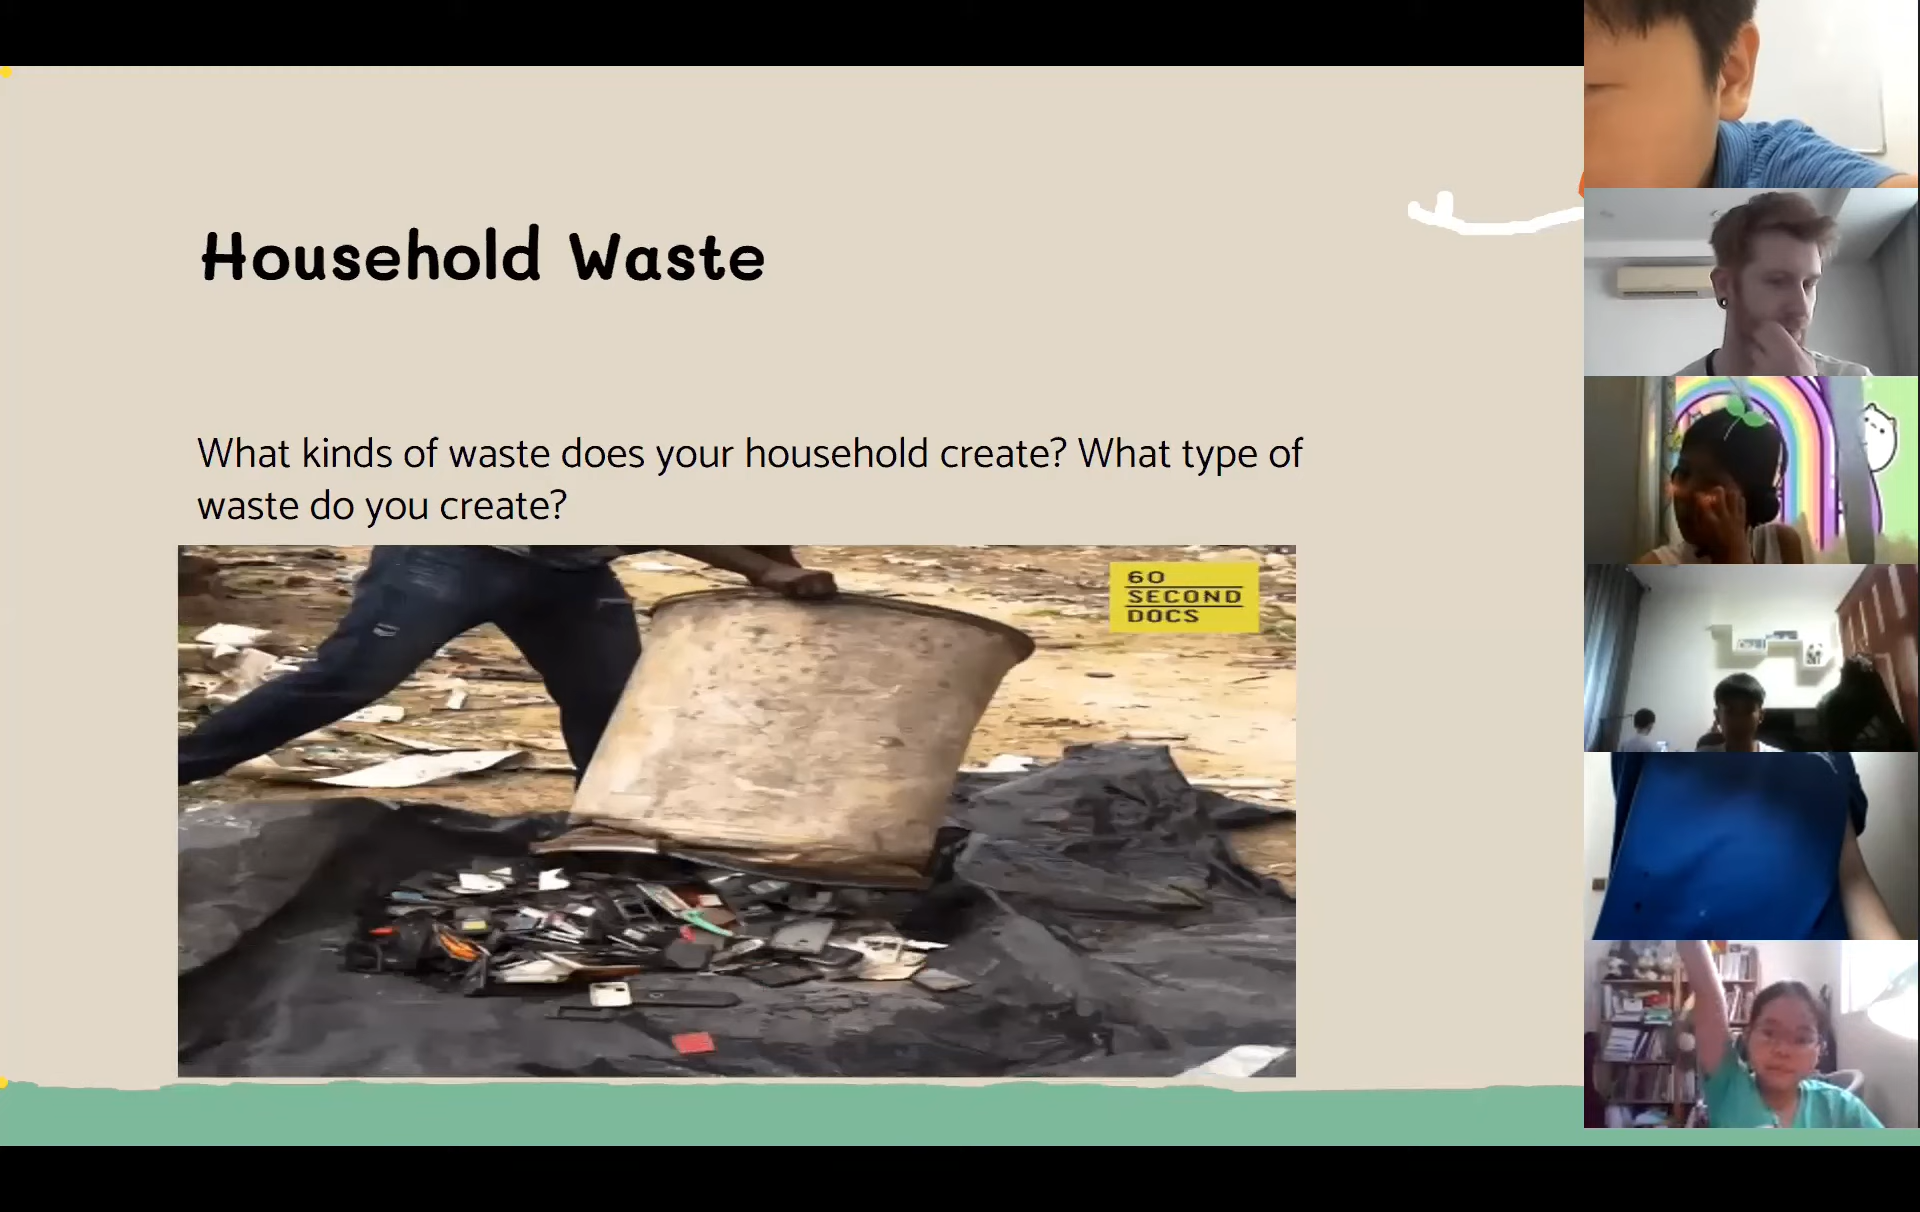 Household Waste
What kinds of waste does your household create? What type of
waste do you create?
60
SECOND
DOCS